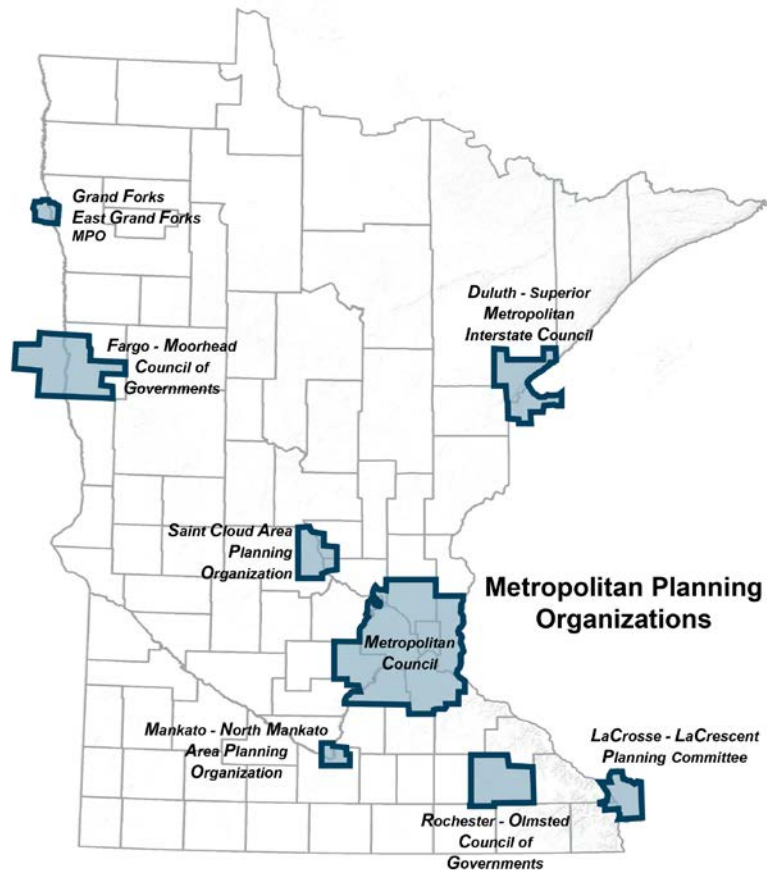 Grand Forks
East Grand Forks
MPO
Duluth - Superior
Metropolitan
Interstate Council
Fargo - Moorhead
Council of
Governments
Saint Cloud Area
Planning
Organization
Metropolitan Planning
Organizations
Metropolitan
Council
Mankato - North Mankato
Area Planning
Organization
LaCrosse - LaCrescent
Planning Committee
Rochester - Olmsted
Council of
Governments